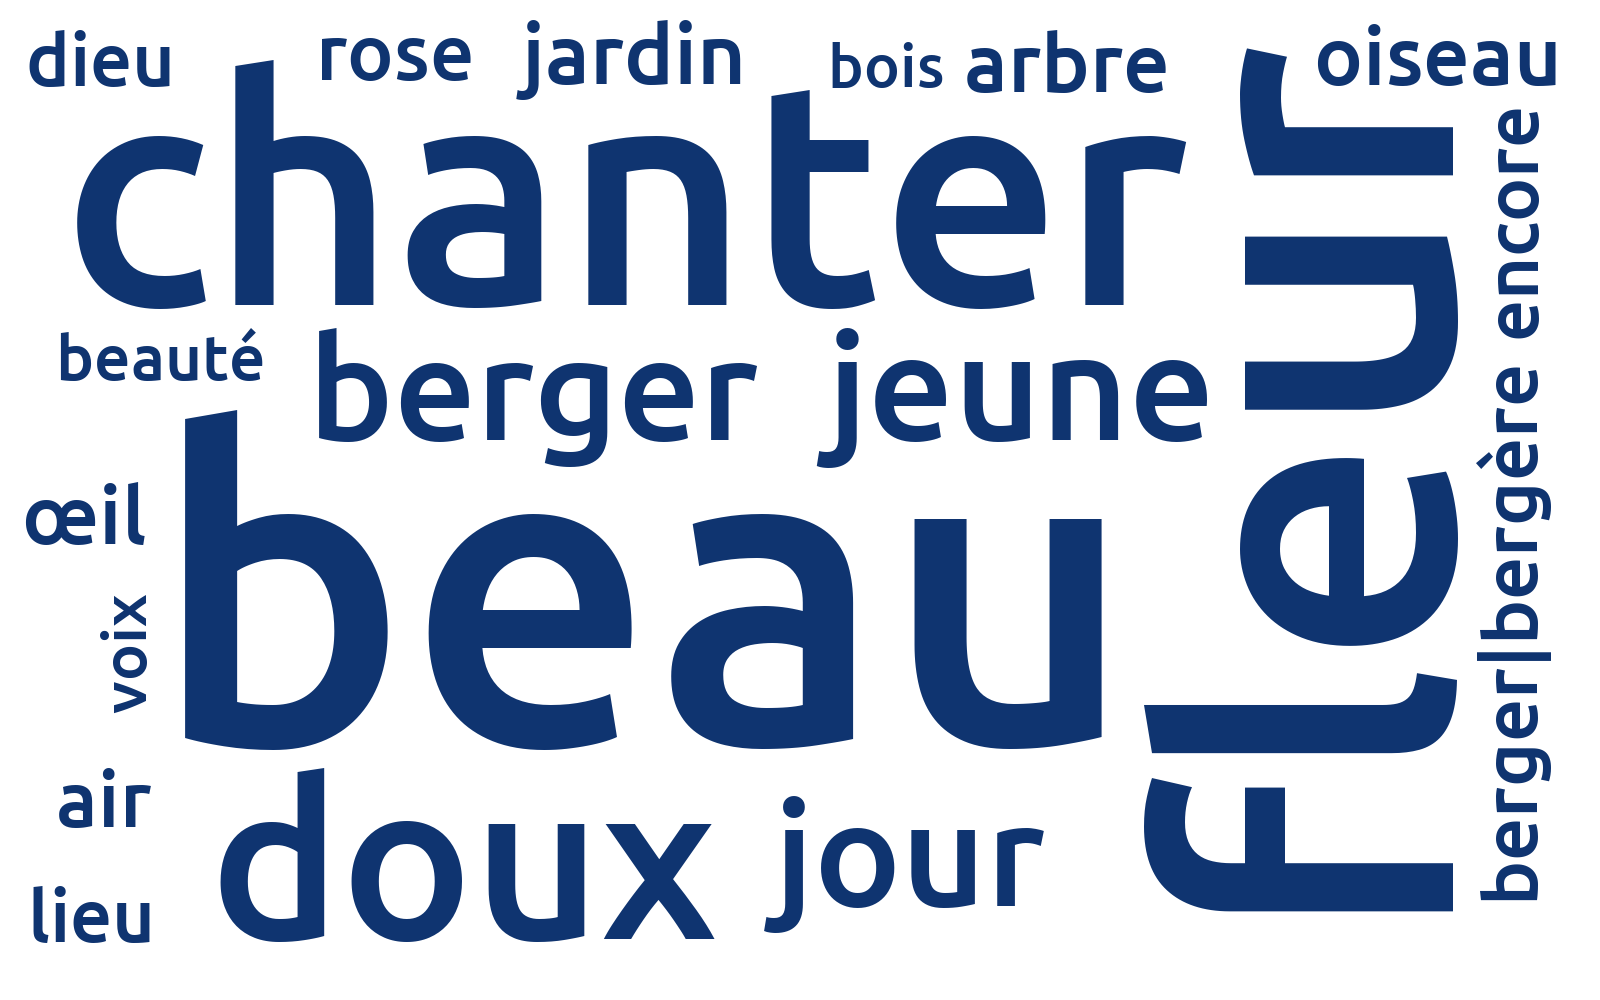 dieu
rose
jardin
bois
arbre
oiseau
chanter
fleur
berger|bergère
encore
beauté
berger
jeune
œil
beau
voix
air
doux
jour
lieu